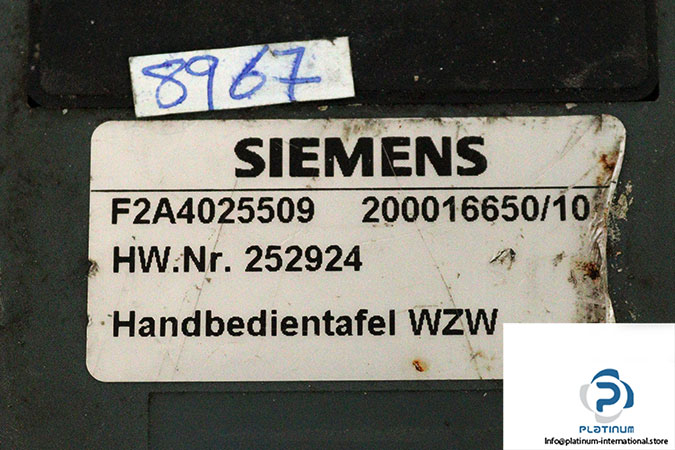 8967
SIEMENS
F2A4025509 200016650/10
HW.Nr. 252924
Handbedientafel WZW
PLATINUM
Info@platinum-international.store